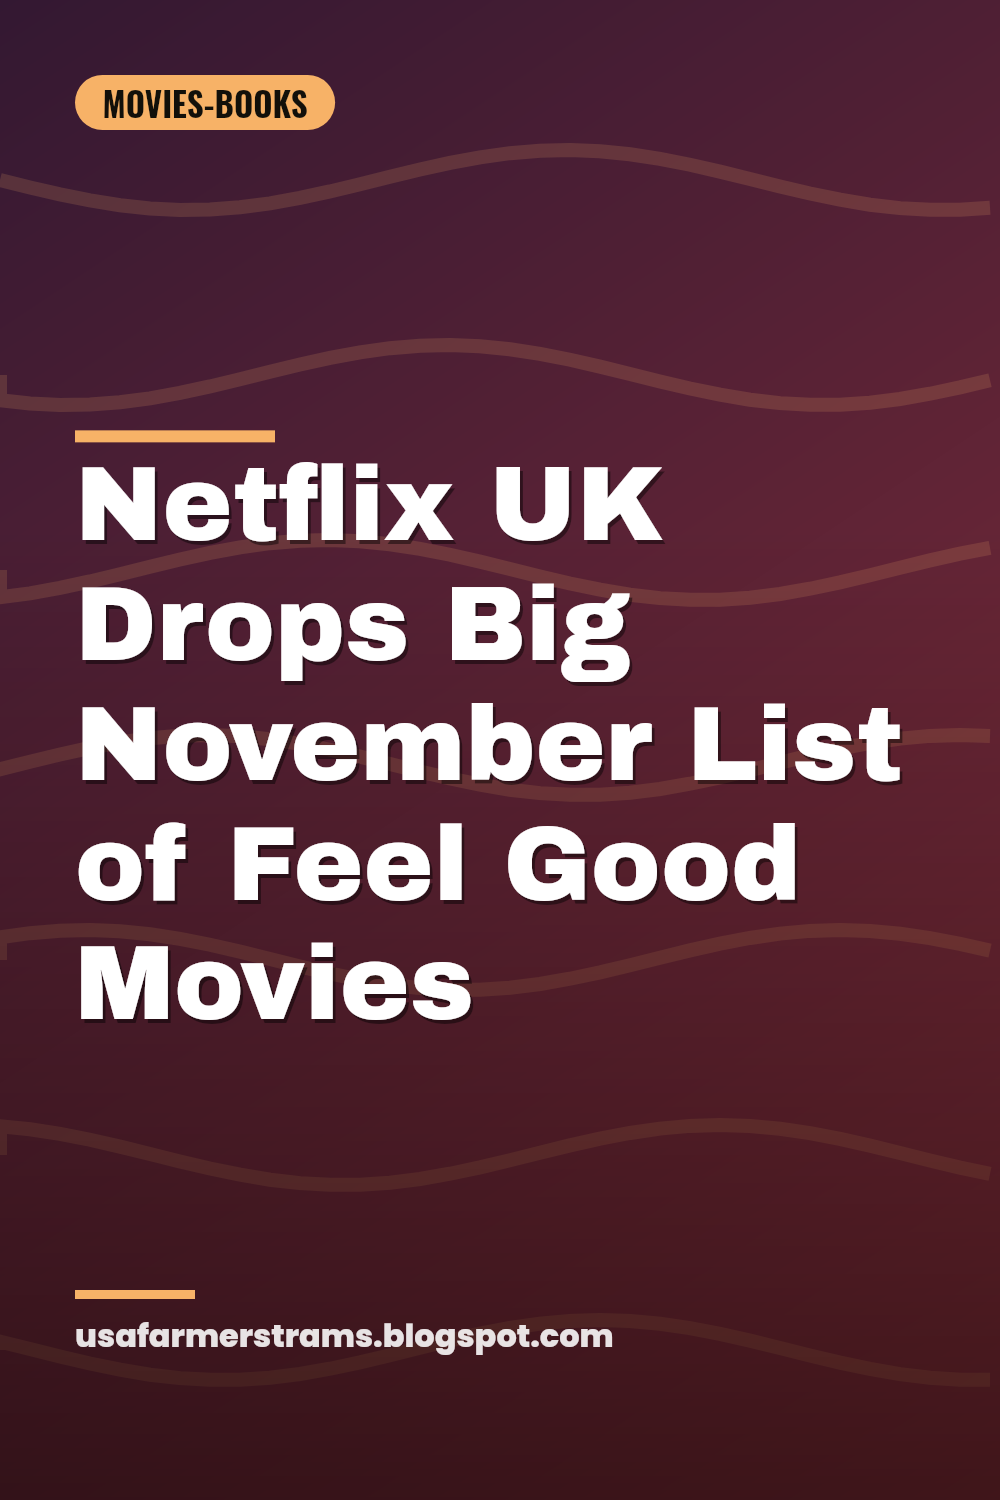 MOVIES-BOOKS
Netflix UK
Drops Big
November List
of Feel Good
Movies
usafarmerstrams.blogspot.com